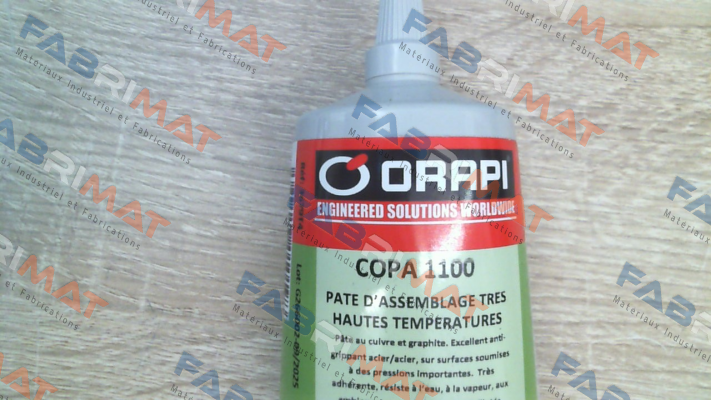 ORAPI
ENGINEERED SOLUTIONS WORLDWIDE
COPA 1100
PATE D'ASSEMBLAGE TRES
HAUTES TEMPÉRATURES
Pâte au cuivre et graphite. Excellent anti-
grippant acier/acier, sur surfaces soumises
à des pressions importantes. Très
adhérente, résiste à l'eau, à la vapeur, aux
FABRIMAT
Materiaux Industriel et Fabrications